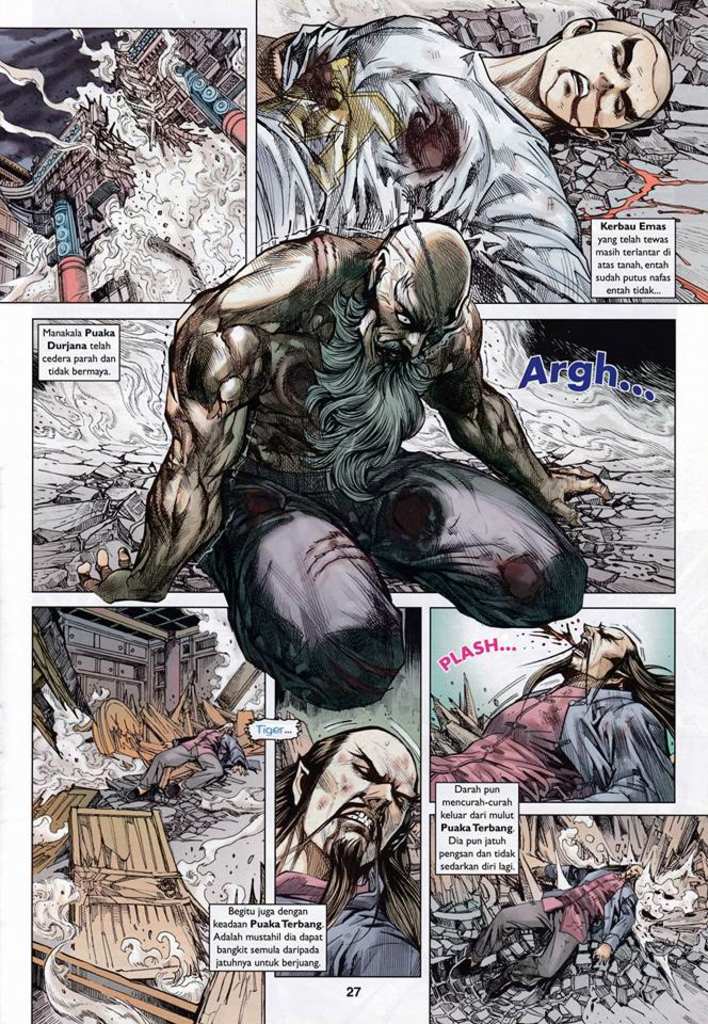 Kerbau Emas
yang telah tewas
masih terlantar di
atas tanah, entah
sudah putus nafas
entah tidak...
Manakala Puaka
Durjana telah
cedera parah dan
tidak bermaya.
Argh...
Tiger...
Begitu juga dengan
keadaan Puaka Terbang.
Adalah mustahil dia dapat
bangkit semula daripada
jatuhnya untuk berjuang.
PLASH...
Darah pun
mencurah-curah
keluar dari mulut
Puaka Terbang.
Dia pun jatuh
pengsan dan tidak
sedarkan diri lagi.
27